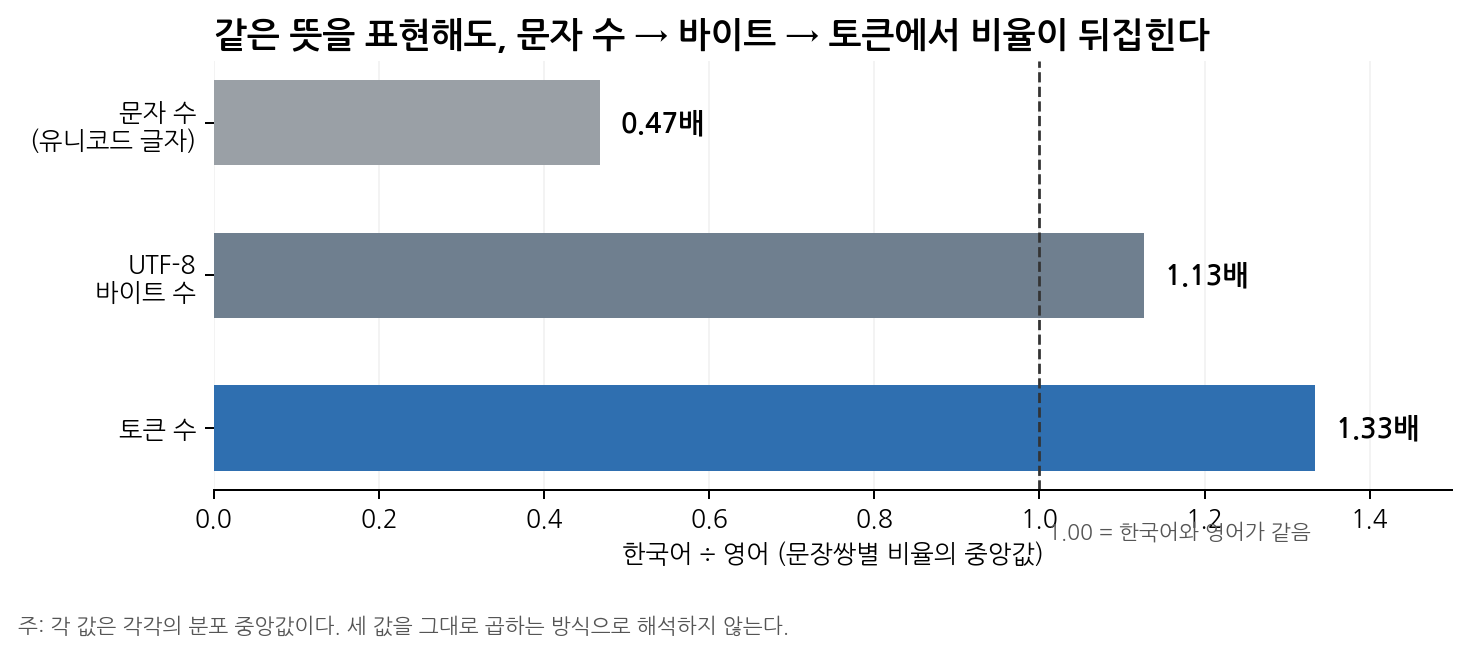 같은 뜻을 표현해도, 문자 수 → 바이트 → 토큰에서 비율이 뒤집힌다
문자 수
(유니코드 글자)
0.47배
UTF-8
바이트 수
1.13배
토큰 수
1.33배
0.0 0.2 0.4 0.6 0.8 1.0 1.2 1.4
1.00 = 한국어와 영어가 같음
한국어 ÷ 영어 (문장쌍별 비율의 중앙값)
주: 각 값은 각각의 분포 중앙값이다. 세 값을 그대로 곱하는 방식으로 해석하지 않는다.